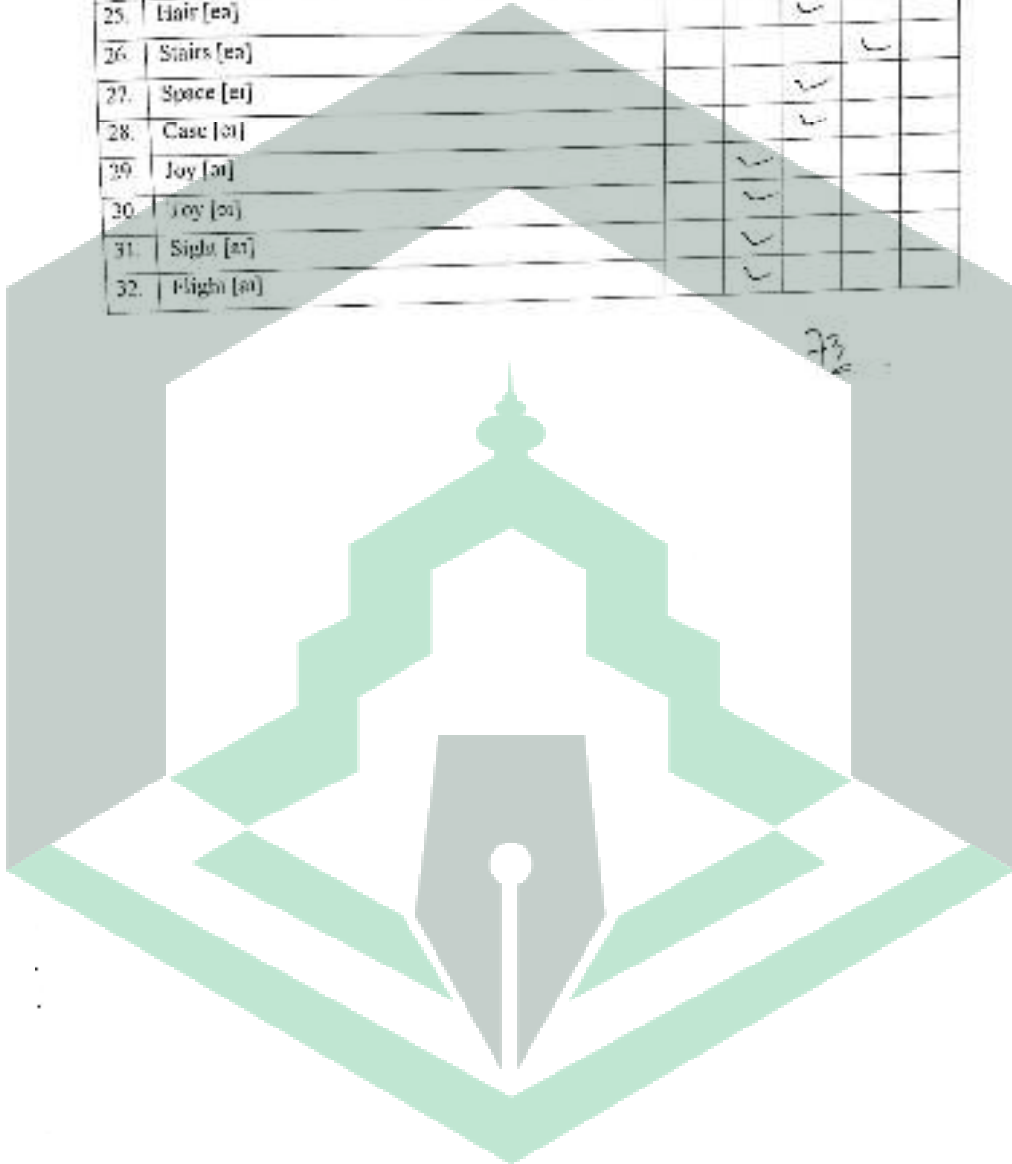 25. Hair [eə] ✓
26. Stairs [eə] ✓
27. Space [eɪ] ✓
28. Case [eɪ] ✓
29. Joy [ɔɪ] ✓
30. Toy [ɔɪ] ✓
31. Sight [aɪ] ✓
32. Flight [aɪ] ✓
73